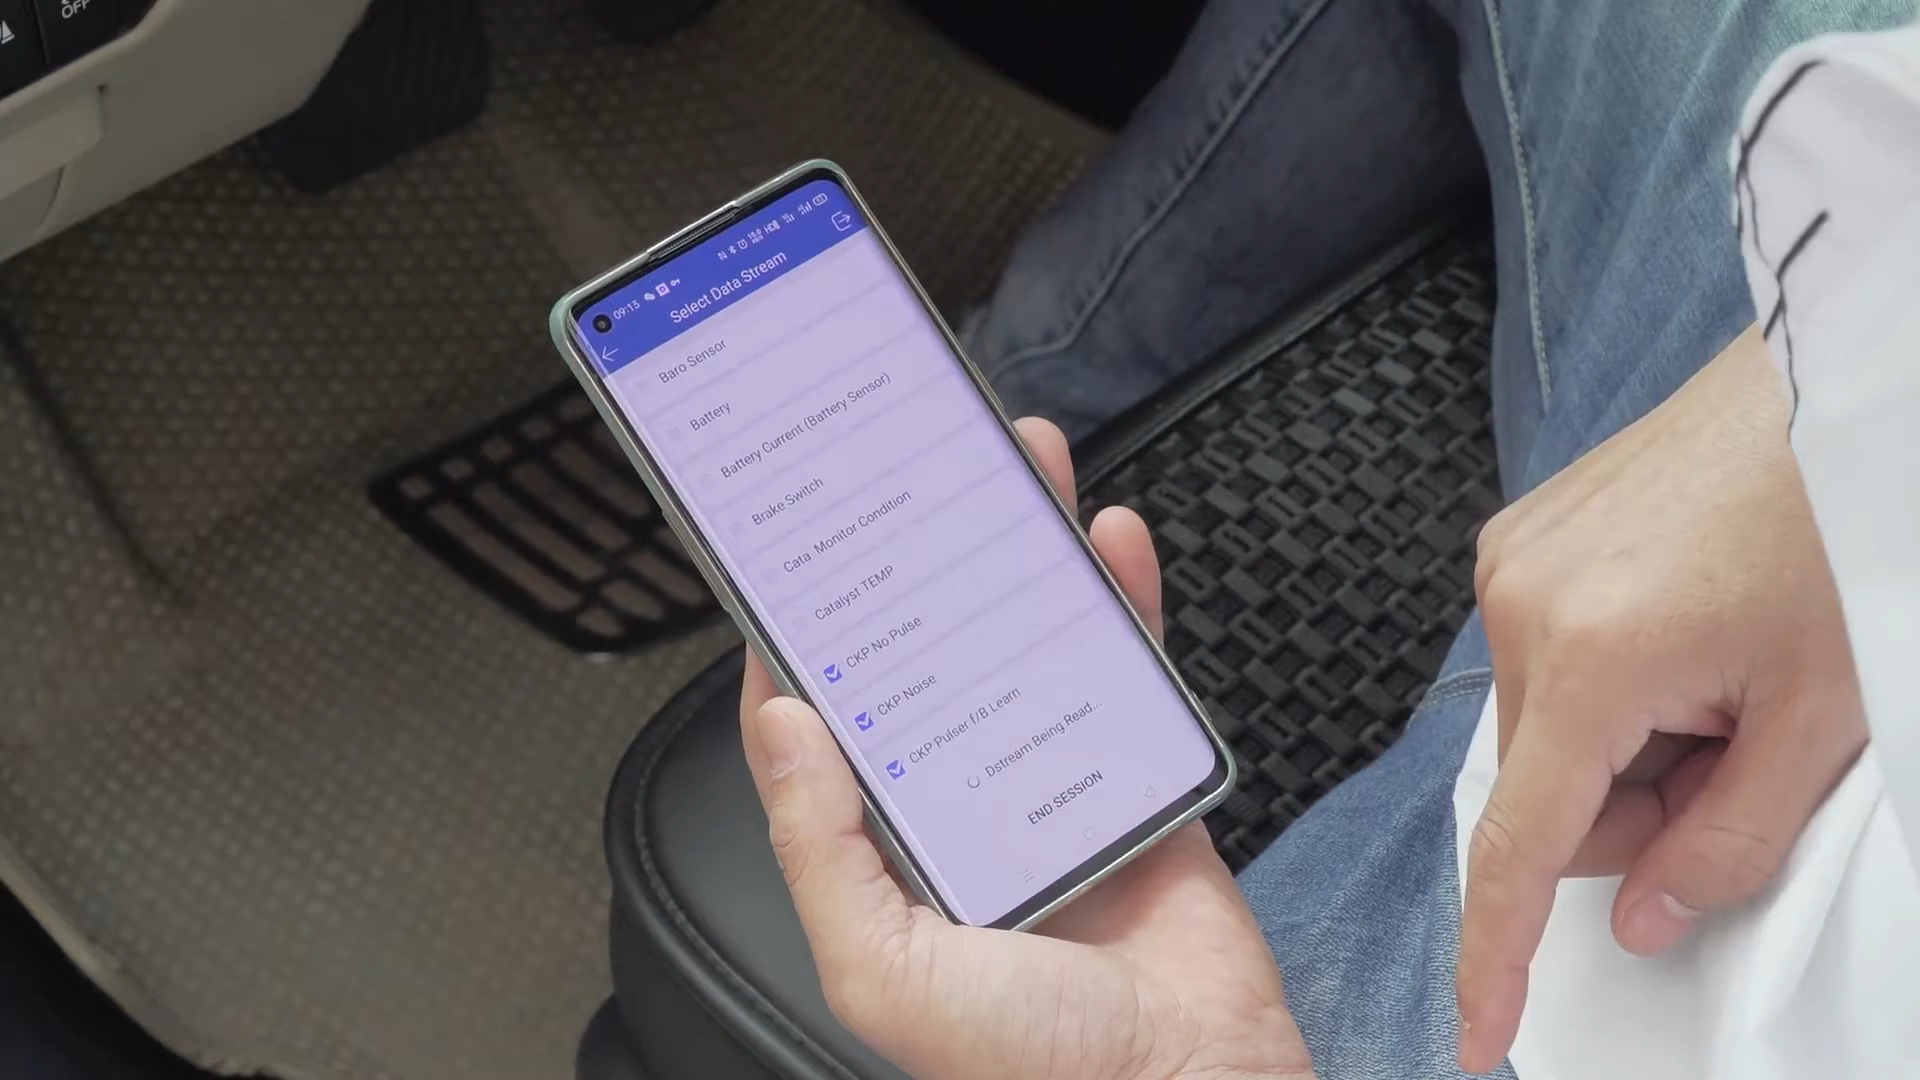 OFF
09:13
Select Data Stream
Baro Sensor
Battery
Battery Current (Battery Sensor)
Brake Switch
Cata Monitor Condition
Catalyst TEMP
CKP No Pulse
CKP Noise
CKP Pulser f/B Learn
Dstream Being Read...
END SESSION